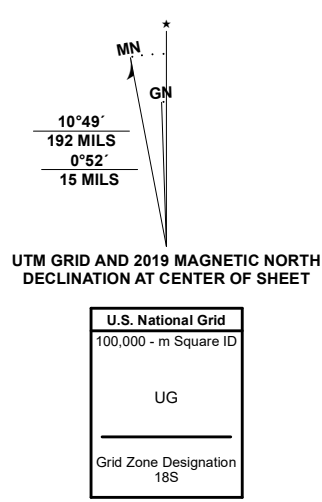 MN
GN
10°49´
192 MILS
0°52´
15 MILS
UTM GRID AND 2019 MAGNETIC NORTH
DECLINATION AT CENTER OF SHEET
U.S. National Grid
100,000 - m Square ID
UG
Grid Zone Designation
18S